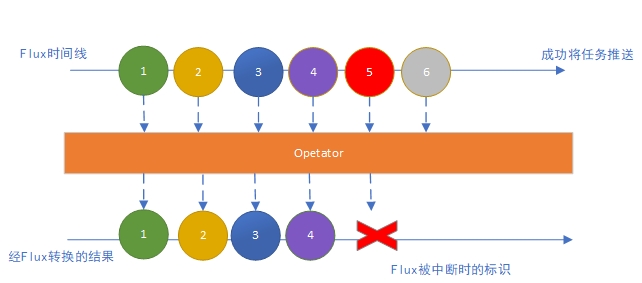 Flux时间线
成功将任务推送
1 2 3 4 5 6
Opetator
1 2 3 4
经Flux转换的结果
Flux被中断时的标识